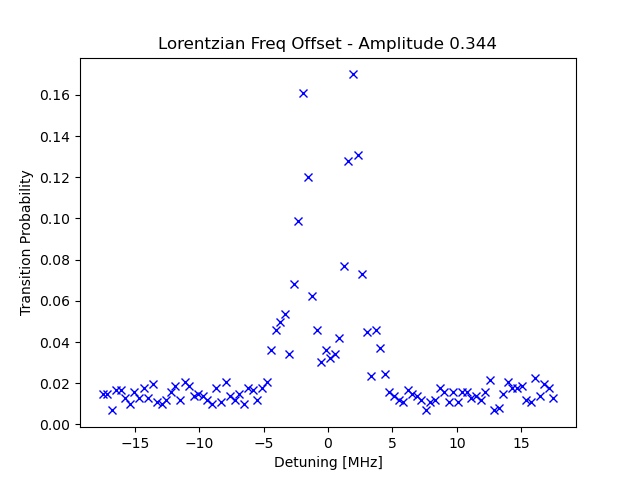 Lorentzian Freq Offset - Amplitude 0.344
Transition Probability
0.16
0.14
0.12
0.10
0.08
0.06
0.04
0.02
0.00
−15 −10 −5 0 5 10 15
Detuning [MHz]